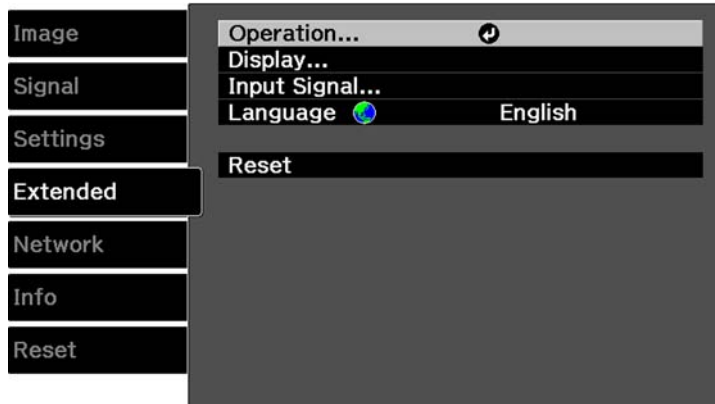 Image
Signal
Settings
Extended
Network
Info
Reset
Operation...
Display...
Input Signal...
Language English
Reset